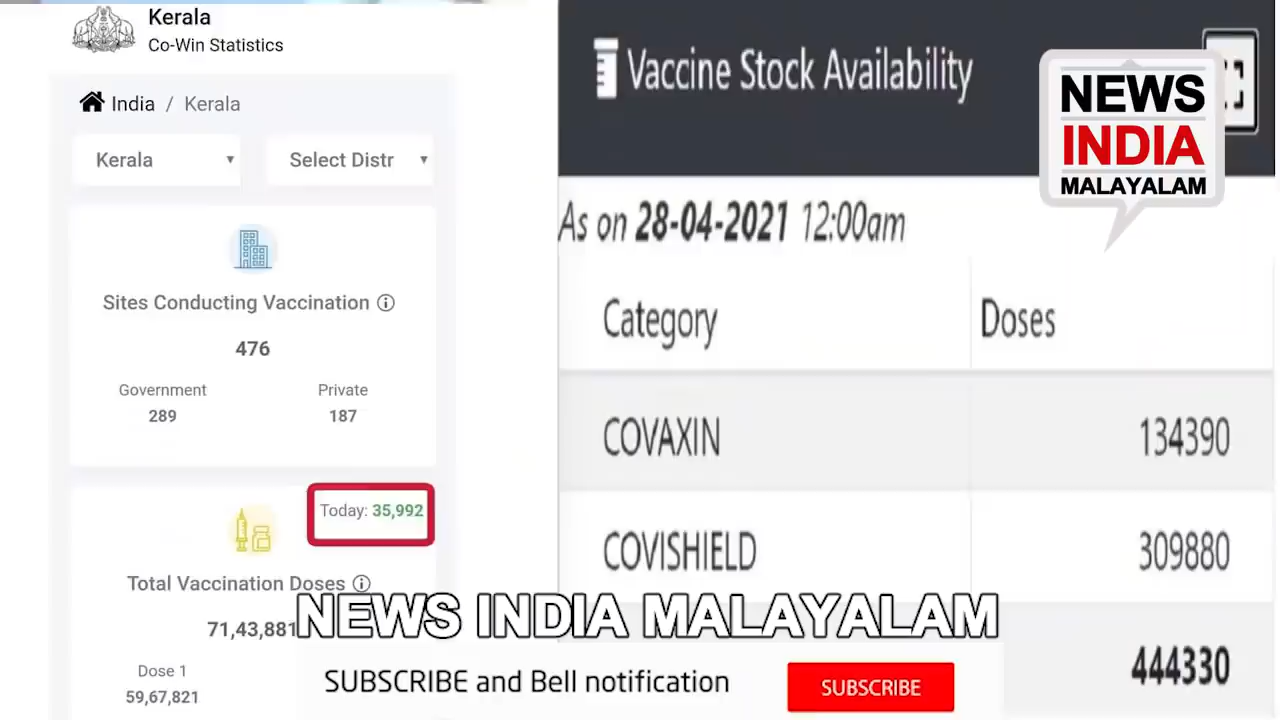 Kerala
Co-Win Statistics
India / Kerala
Kerala
Select Distr
Sites Conducting Vaccination
476
Government
Private
289
187
Today: 35,992
Total Vaccination Doses
71,43,881
Dose 1
59,67,821
Vaccine Stock Availability
As on 28-04-2021 12:00am
Category Doses
COVAXIN 134390
COVISHIELD 309880
444330
NEWS
INDIA
MALAYALAM
NEWS INDIA MALAYALAM
SUBSCRIBE and Bell notification
SUBSCRIBE